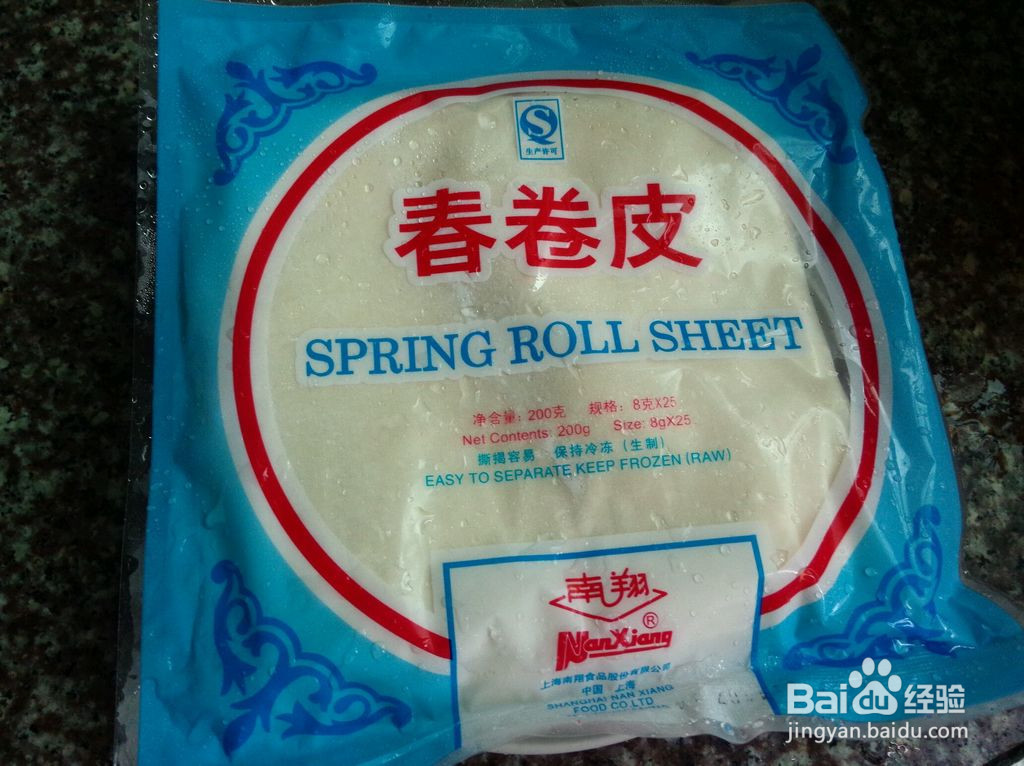 生产许可
春卷皮
SPRING ROLL SHEET
净含量：200克 规格：8克X25
Net Contents: 200g Size: 8gX25
撕揭容易 保持冷冻（生制）
EASY TO SEPARATE KEEP FROZEN (RAW)
南翔
NanXiang®
上海南翔食品股份有限公司
中国 上海
SHANGHAI NAN XIANG
FOOD CO LTD
Bai 经验
jingyan.baidu.com